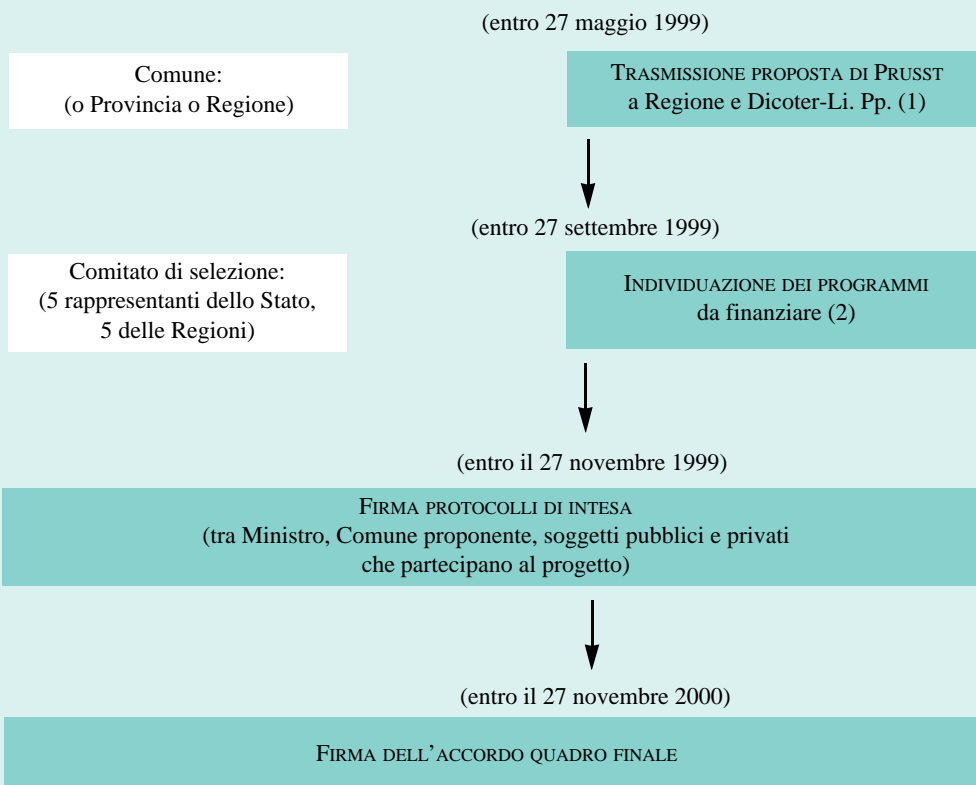 (entro 27 maggio 1999)
Comune:
(o Provincia o Regione)
TRASMISSIONE PROPOSTA DI PRUSST
a Regione e Dicoter-Li. Pp. (1)
(entro 27 settembre 1999)
Comitato di selezione:
(5 rappresentanti dello Stato,
5 delle Regioni)
INDIVIDUAZIONE DEI PROGRAMMI
da finanziare (2)
(entro il 27 novembre 1999)
FIRMA PROTOCOLLI DI INTESA
(tra Ministro, Comune proponente, soggetti pubblici e privati
che partecipano al progetto)
(entro il 27 novembre 2000)
FIRMA DELL’ACCORDO QUADRO FINALE